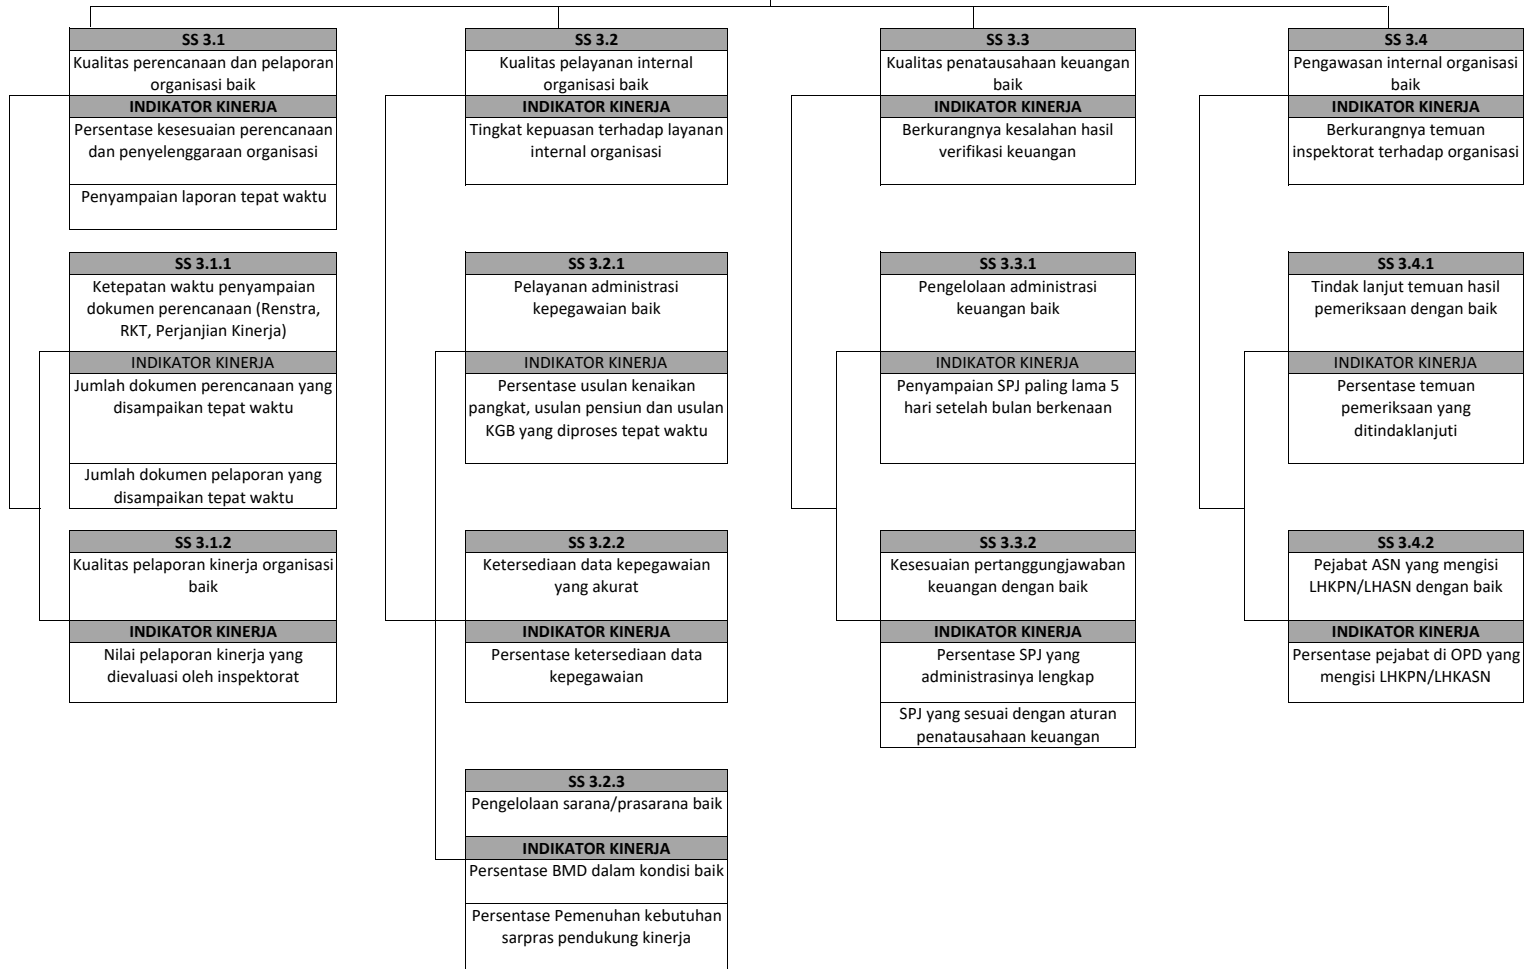 SS 3.1
Kualitas perencanaan dan pelaporan
organisasi baik
INDIKATOR KINERJA
Persentase kesesuaian perencanaan
dan penyelenggaraan organisasi
Penyampaian laporan tepat waktu
SS 3.1.1
Ketepatan waktu penyampaian
dokumen perencanaan (Renstra,
RKT, Perjanjian Kinerja)
INDIKATOR KINERJA
Jumlah dokumen perencanaan yang
disampaikan tepat waktu
Jumlah dokumen pelaporan yang
disampaikan tepat waktu
SS 3.1.2
Kualitas pelaporan kinerja organisasi
baik
INDIKATOR KINERJA
Nilai pelaporan kinerja yang
dievaluasi oleh inspektorat
SS 3.2
Kualitas pelayanan internal
organisasi baik
INDIKATOR KINERJA
Tingkat kepuasan terhadap layanan
internal organisasi
SS 3.2.1
Pelayanan administrasi
kepegawaian baik
INDIKATOR KINERJA
Persentase usulan kenaikan
pangkat, usulan pensiun dan usulan
KGB yang diproses tepat waktu
SS 3.2.2
Ketersediaan data kepegawaian
yang akurat
INDIKATOR KINERJA
Persentase ketersediaan data
kepegawaian
SS 3.2.3
Pengelolaan sarana/prasarana baik
INDIKATOR KINERJA
Persentase BMD dalam kondisi baik
Persentase Pemenuhan kebutuhan
sarpras pendukung kinerja
SS 3.3
Kualitas penatausahaan keuangan
baik
INDIKATOR KINERJA
Berkurangnya kesalahan hasil
verifikasi keuangan
SS 3.3.1
Pengelolaan administrasi
keuangan baik
INDIKATOR KINERJA
Penyampaian SPJ paling lama 5
hari setelah bulan berkenaan
SS 3.3.2
Kesesuaian pertanggungjawaban
keuangan dengan baik
INDIKATOR KINERJA
Persentase SPJ yang
administrasinya lengkap
SPJ yang sesuai dengan aturan
penatausahaan keuangan
SS 3.4
Pengawasan internal organisasi
baik
INDIKATOR KINERJA
Berkurangnya temuan
inspektorat terhadap organisasi
SS 3.4.1
Tindak lanjut temuan hasil
pemeriksaan dengan baik
INDIKATOR KINERJA
Persentase temuan
pemeriksaan yang
ditindaklanjuti
SS 3.4.2
Pejabat ASN yang mengisi
LHKPN/LHASN dengan baik
INDIKATOR KINERJA
Persentase pejabat di OPD yang
mengisi LHKPN/LHKASN